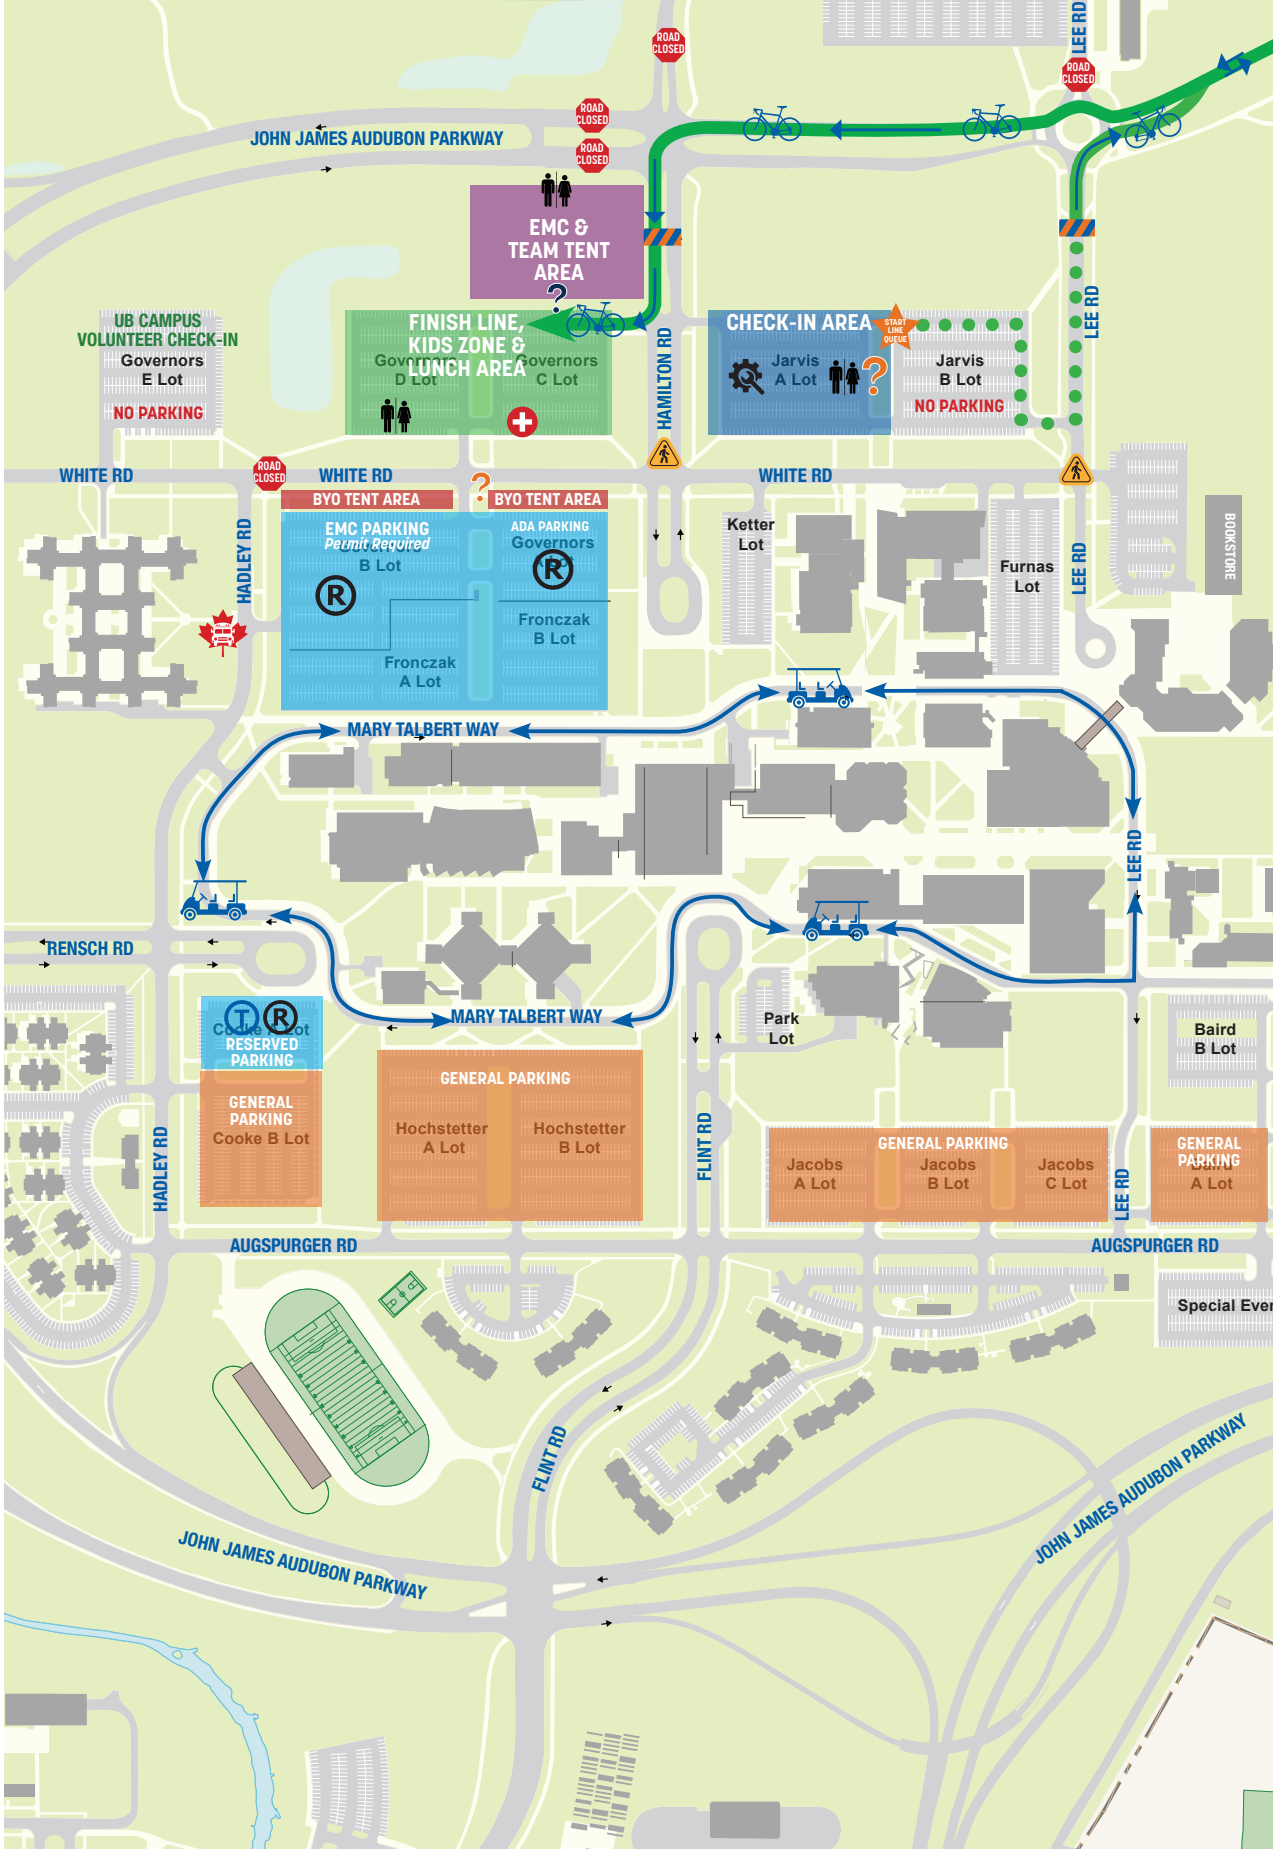 LEE RD
ROAD
CLOSED
ROAD
CLOSED
ROAD
CLOSED
JOHN JAMES AUDUBON PARKWAY
ROAD
CLOSED
EMC &
TEAM TENT
AREA
?
LEE RD
UB CAMPUS
VOLUNTEER CHECK-IN
Governors
E Lot
NO PARKING
FINISH LINE,
KIDS ZONE &
LUNCH AREA
Governors
D Lot
Governors
C Lot
HAMILTON RD
CHECK-IN AREA
START
LINE
QUEUE
Jarvis
A Lot
?
Jarvis
B Lot
NO PARKING
WHITE RD
ROAD
CLOSED
WHITE RD
?
WHITE RD
BYO TENT AREA
BYO TENT AREA
EMC PARKING
Permit Required
B Lot
ADA PARKING
Governors
A Lot
R
R
HADLEY RD
Ketter
Lot
Furnas
Lot
LEE RD
BOOKSTORE
Fronczak
B Lot
Fronczak
A Lot
MARY TALBERT WAY
LEE RD
RENSCH RD
T
R
Cooke A Lot
RESERVED
PARKING
MARY TALBERT WAY
Park
Lot
Baird
B Lot
GENERAL
PARKING
Cooke B Lot
GENERAL PARKING
Hochstetter
A Lot
Hochstetter
B Lot
HADLEY RD
FLINT RD
GENERAL PARKING
Jacobs
A Lot
Jacobs
B Lot
Jacobs
C Lot
LEE RD
GENERAL
PARKING
Baird
A Lot
AUGSPURGER RD
AUGSPURGER RD
Special Ever
FLINT RD
JOHN JAMES AUDUBON PARKWAY
JOHN JAMES AUDUBON PARKWAY